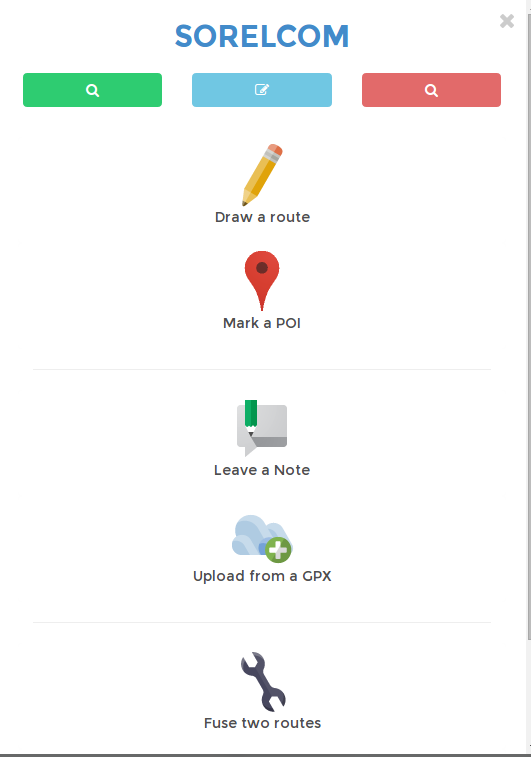 SORELCOM
Draw a route
Mark a POI
Leave a Note
Upload from a GPX
Fuse two routes